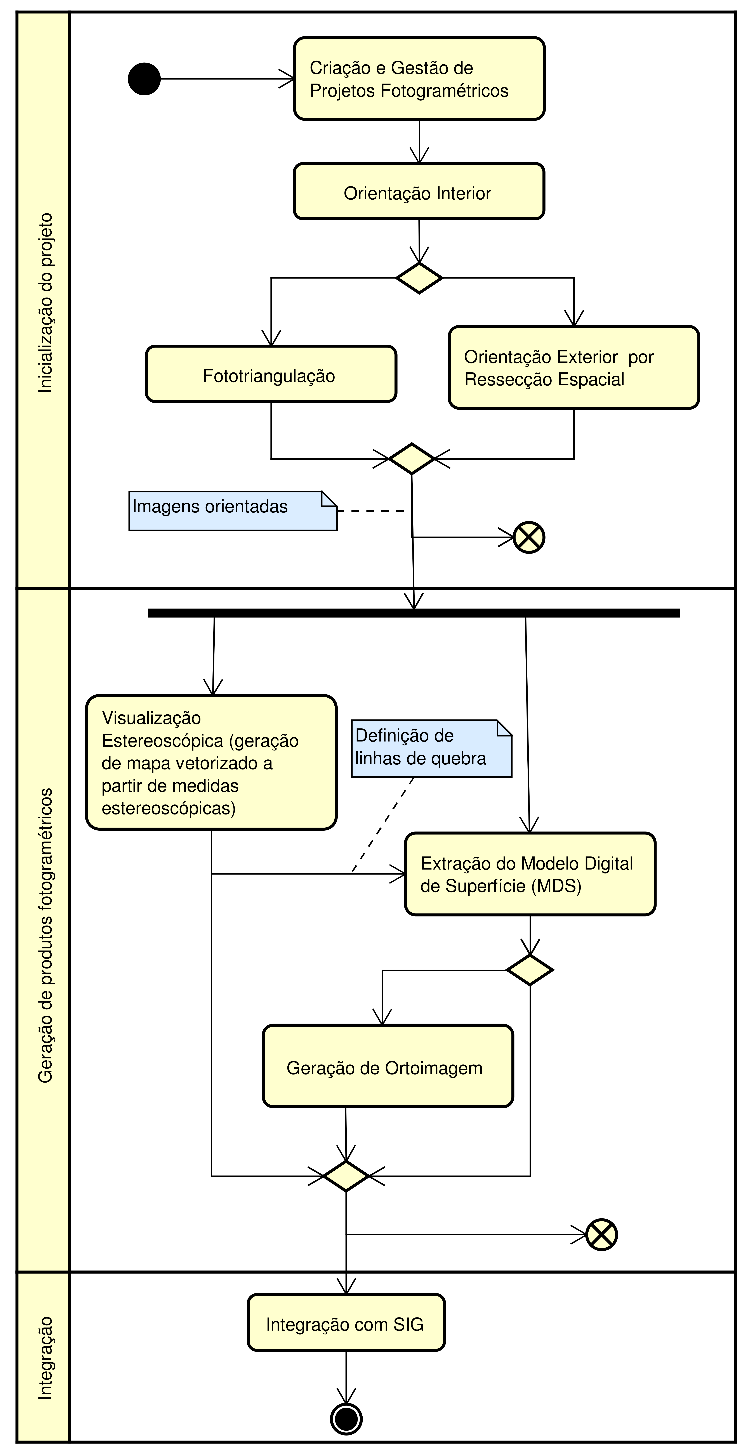 Inicialização do projeto
Criação e Gestão de
Projetos Fotogramétricos
Orientação Interior
Fototriangulação
Orientação Exterior por
Ressecção Espacial
Imagens orientadas
Geração de produtos fotogramétricos
Visualização
Estereoscópica (geração
de mapa vetorizado a
partir de medidas
estereoscópicas)
Definição de
linhas de quebra
Extração do Modelo Digital
de Superfície (MDS)
Geração de Ortoimagem
Integração
Integração com SIG